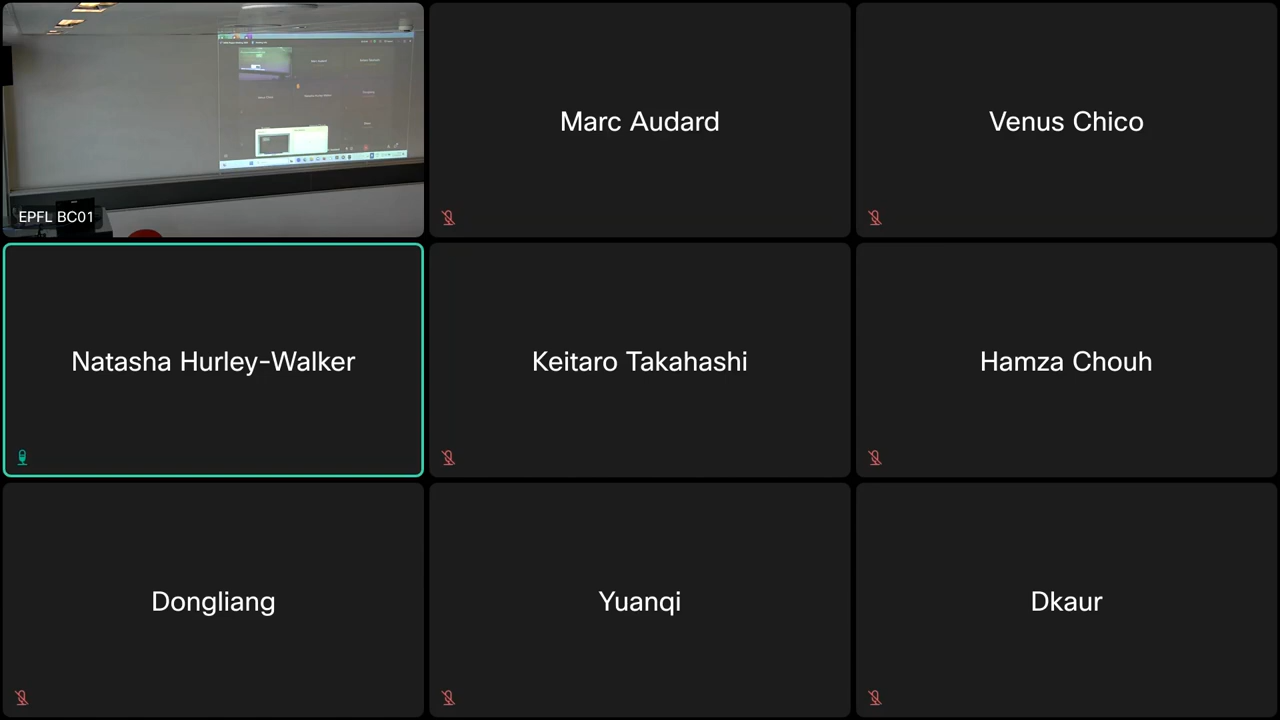 EPFL BC01
Marc Audard
Venus Chico
Natasha Hurley-Walker
Keitaro Takahashi
Hamza Chouh
Dongliang
Yuanqi
Dkaur